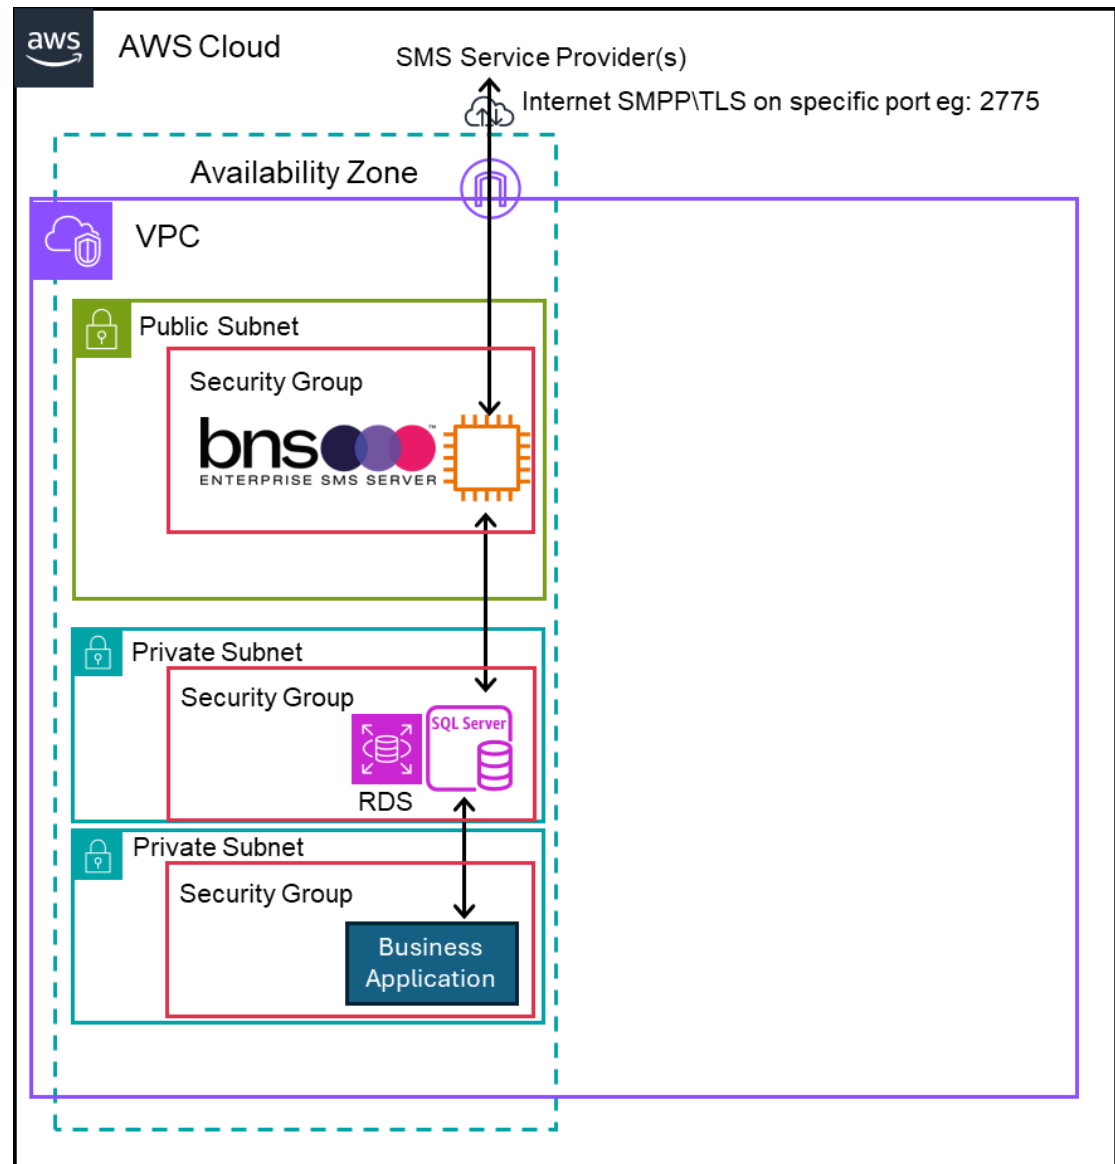 aws
AWS Cloud
SMS Service Provider(s)
Internet SMPP\TLS on specific port eg: 2775
Availability Zone
VPC
Public Subnet
Security Group
bns
™
ENTERPRISE SMS SERVER
Private Subnet
Security Group
SQL Server
RDS
Private Subnet
Security Group
Business
Application